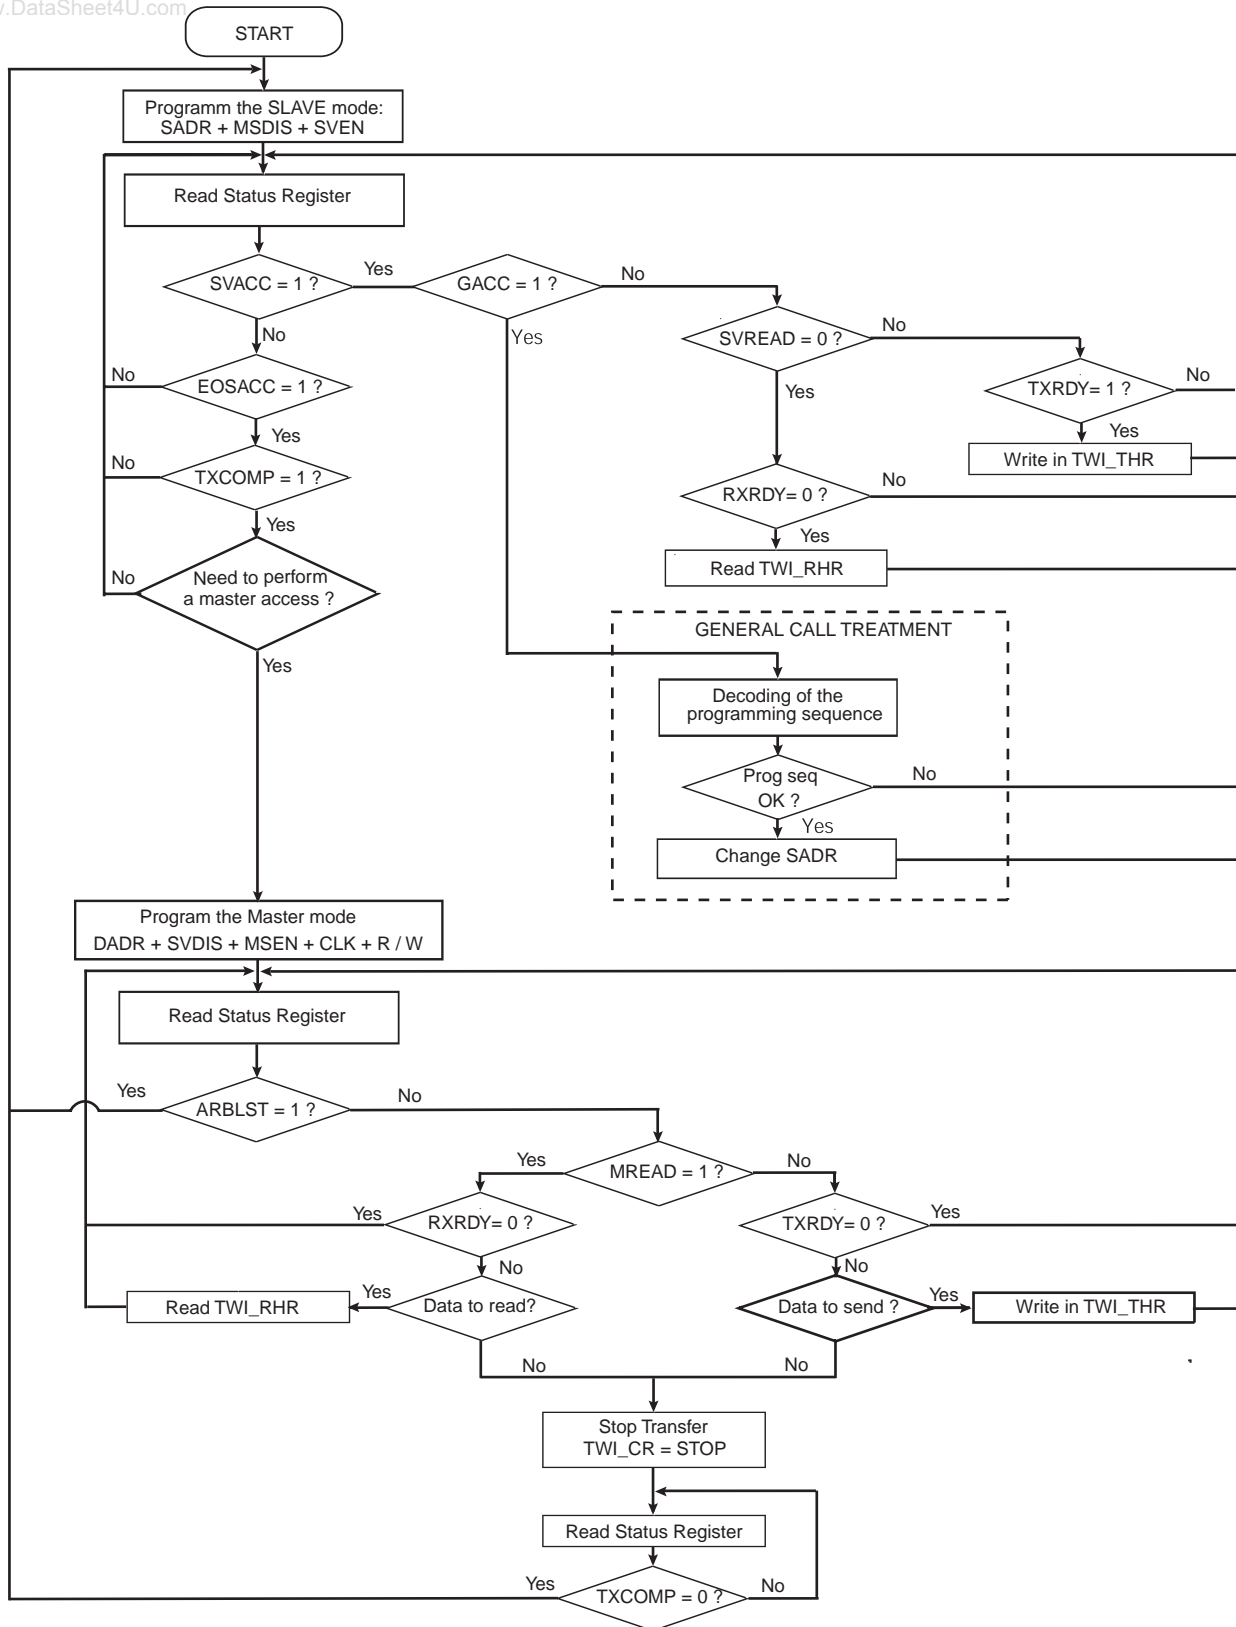 w.DataSheet4U.com
START
Programm the SLAVE mode:
SADR + MSDIS + SVEN
Read Status Register
SVACC = 1 ?
Yes
GACC = 1 ?
No
No
Yes
SVREAD = 0 ?
No
EOSACC = 1 ?
No
Yes
Yes
TXRDY= 1 ?
No
Yes
Write in TWI_THR
TXCOMP = 1 ?
No
Yes
RXRDY= 0 ?
No
Yes
Read TWI_RHR
Need to perform
a master access ?
No
Yes
GENERAL CALL TREATMENT
Decoding of the
programming sequence
Prog seq
OK ?
No
Yes
Change SADR
Program the Master mode
DADR + SVDIS + MSEN + CLK + R / W
Read Status Register
Yes
ARBLST = 1 ?
No
Yes
MREAD = 1 ?
No
Yes
RXRDY= 0 ?
No
TXRDY= 0 ?
Yes
No
Read TWI_RHR
Yes
Data to read?
Data to send ?
Yes
Write in TWI_THR
No
No
Stop Transfer
TWI_CR = STOP
Read Status Register
Yes
TXCOMP = 0 ?
No